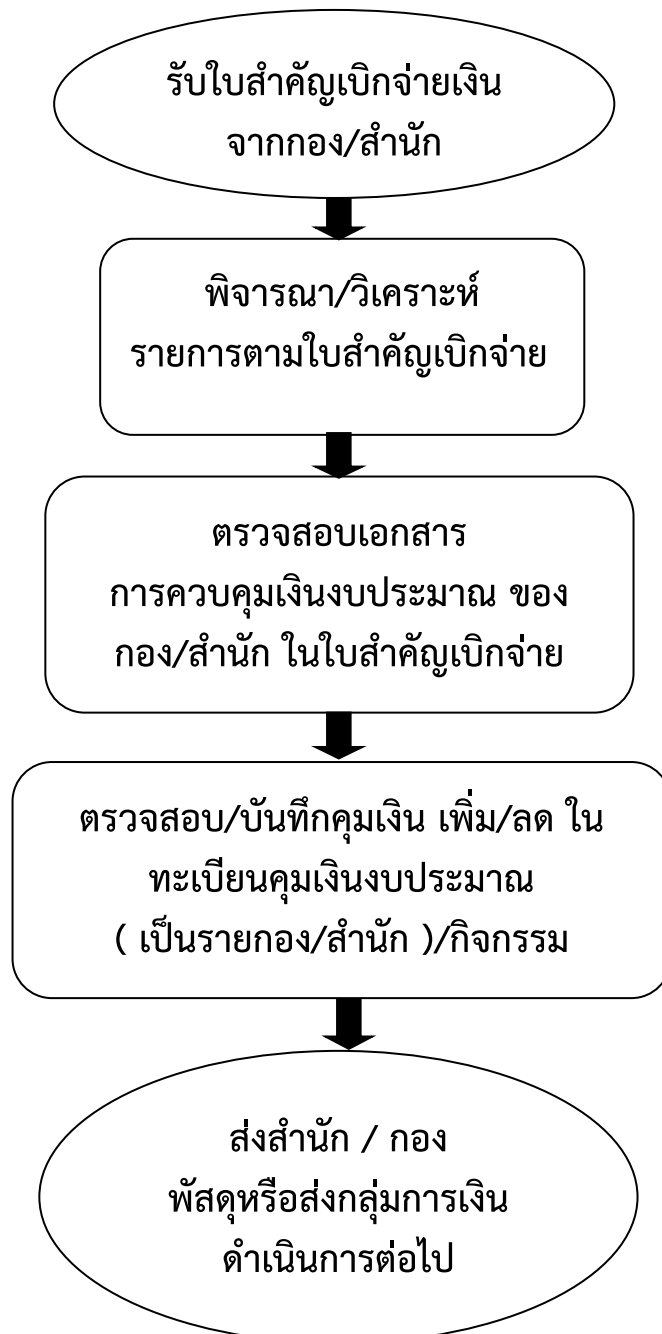 รับใบสำคัญเบิกจ่ายเงิน
จากกอง/สำนัก
พิจารณา/วิเคราะห์
รายการตามใบสำคัญเบิกจ่าย
ตรวจสอบเอกสาร
การควบคุมเงินงบประมาณ ของ
กอง/สำนัก ในใบสำคัญเบิกจ่าย
ตรวจสอบ/บันทึกคุมเงิน เพิ่ม/ลด ใน
ทะเบียนคุมเงินงบประมาณ
( เป็นรายกอง/สำนัก )/กิจกรรม
ส่งสำนัก / กอง
พัสดุหรือส่งกลุ่มการเงิน
ดำเนินการต่อไป